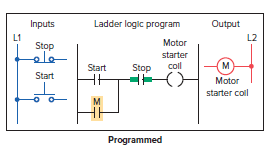 Inputs
Ladder logic program
Output
L1
L2
Stop
Start
Start
Stop
Motor
starter
coil
M
M
Motor
starter coil
Programmed